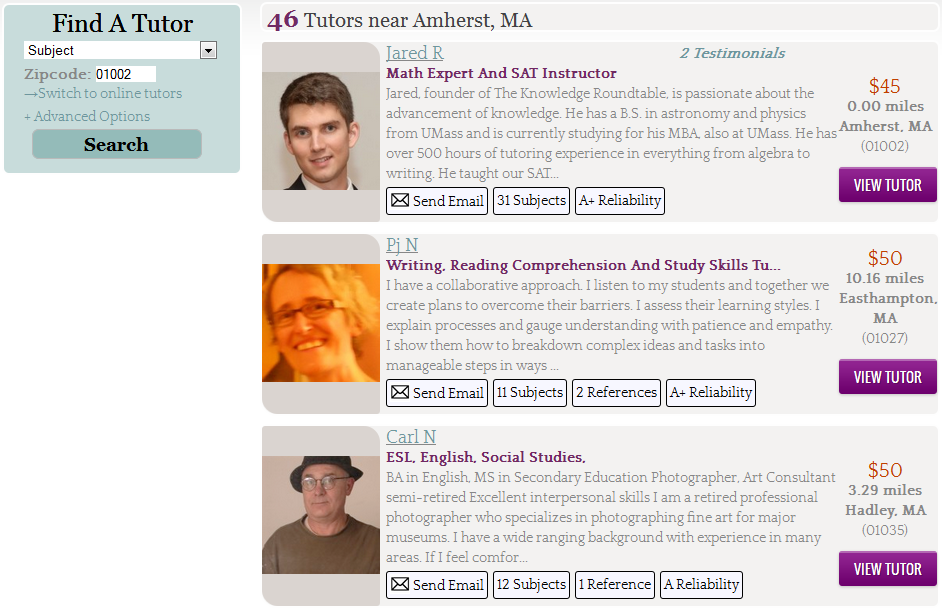 Find A Tutor
Subject
Zipcode: 01002
→Switch to online tutors
+ Advanced Options
Search
46 Tutors near Amherst, MA
Jared R
2 Testimonials
Math Expert And SAT Instructor
Jared, founder of The Knowledge Roundtable, is passionate about the
advancement of knowledge. He has a B.S. in astronomy and physics
from UMass and is currently studying for his MBA, also at UMass. He has
over 500 hours of tutoring experience in everything from algebra to
writing. He taught our SAT...
Send Email
31 Subjects
A+ Reliability
$45
0.00 miles
Amherst, MA
(01002)
VIEW TUTOR
Pj N
Writing, Reading Comprehension And Study Skills Tu...
I have a collaborative approach. I listen to my students and together we
create plans to overcome their barriers. I assess their learning styles. I
explain processes and gauge understanding with patience and empathy.
I show them how to breakdown complex ideas and tasks into
manageable steps in ways ...
Send Email
11 Subjects
2 References
A+ Reliability
$50
10.16 miles
Easthampton,
MA
(01027)
VIEW TUTOR
Carl N
ESL, English, Social Studies,
BA in English, MS in Secondary Education Photographer, Art Consultant
semi-retired Excellent interpersonal skills I am a retired professional
photographer who specializes in photographing fine art for major
museums. I have a wide ranging background with experience in many
areas. If I feel comfor...
Send Email
12 Subjects
1 Reference
A Reliability
$50
3.29 miles
Hadley, MA
(01035)
VIEW TUTOR